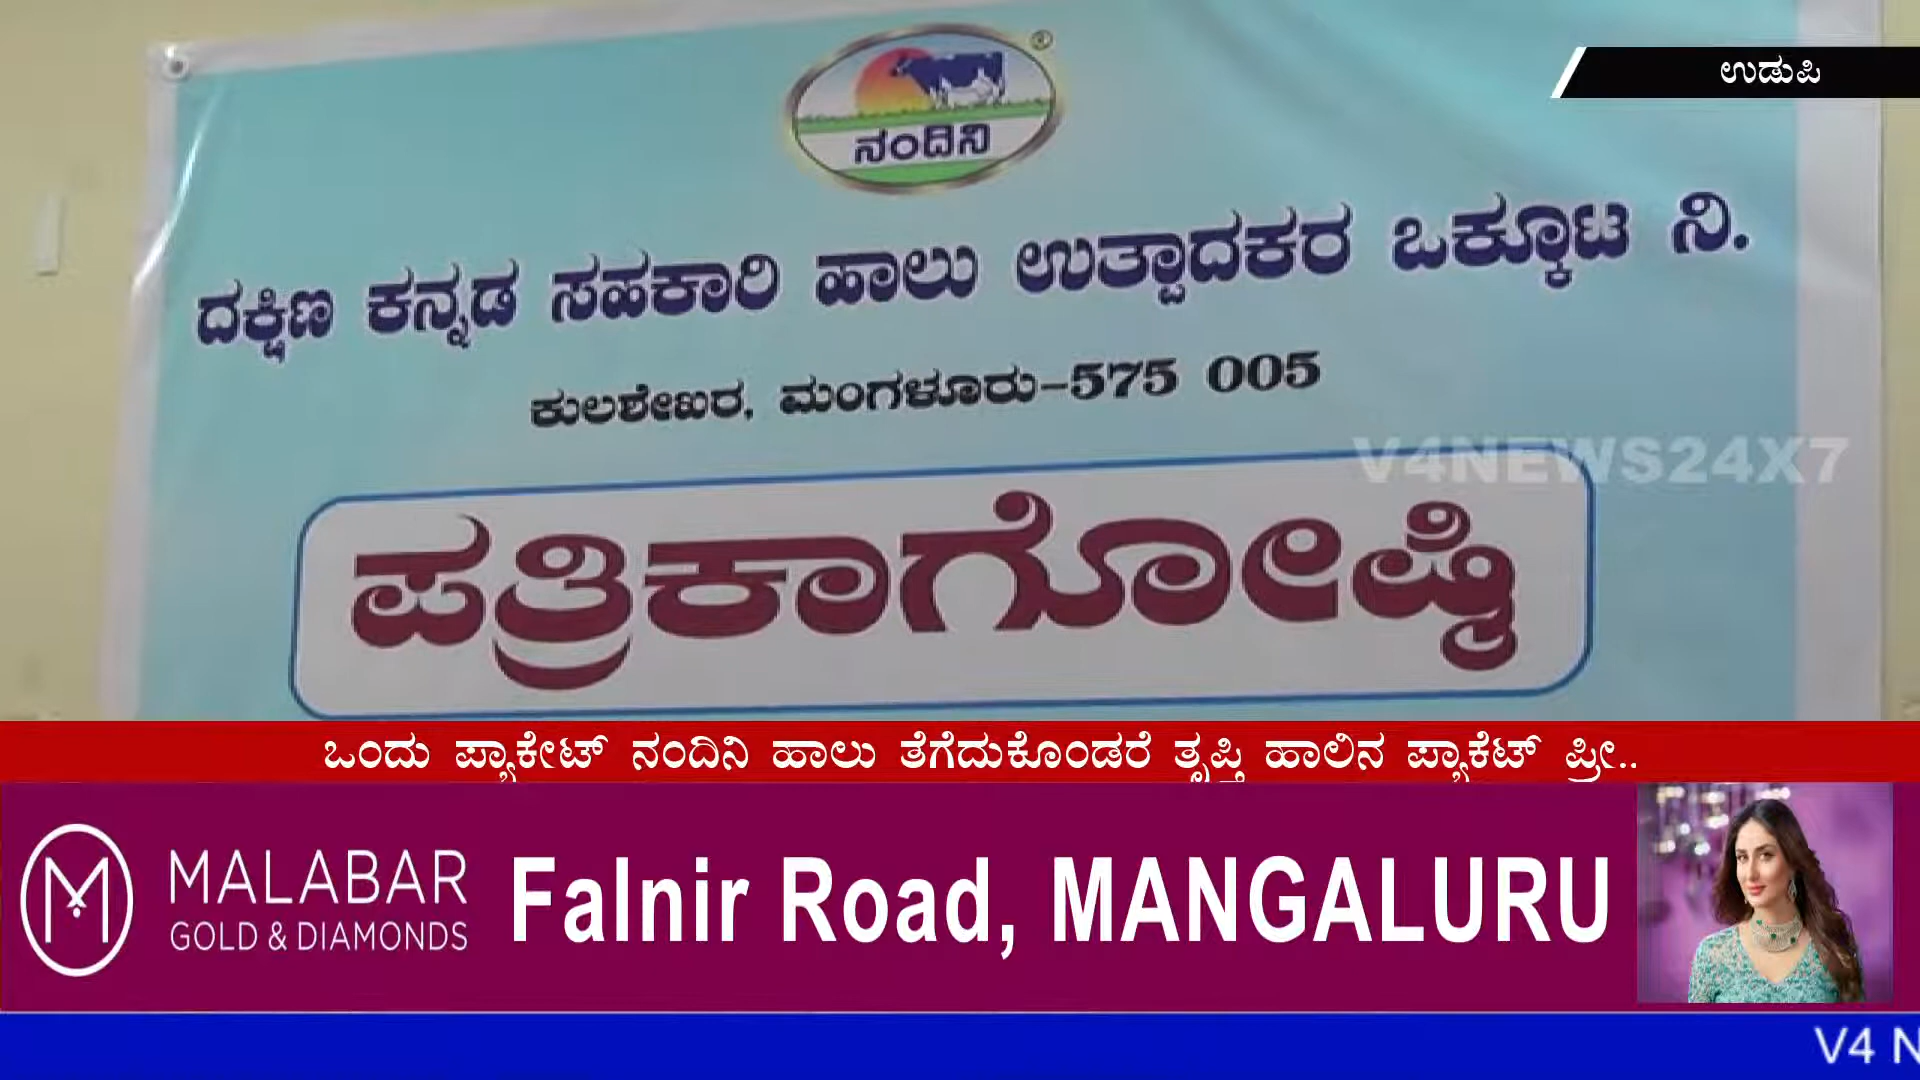 ಉಡುಪಿ
®
ನಂದಿನಿ
ದಕ್ಷಿಣ ಕನ್ನಡ ಸಹಕಾರಿ ಹಾಲು ಉತ್ಪಾದಕರ ಒಕ್ಕೂಟ ನಿ.
ಕುಲಶೇಖರ, ಮಂಗಳೂರು-575 005
V4NEWS24X7
ಪತ್ರಿಕಾಗೋಷ್ಠಿ
ಒಂದು ಪ್ಯಾಕೇಟ್ ನಂದಿನಿ ಹಾಲು ತೆಗೆದುಕೊಂಡರೆ ತೃಪ್ತಿ ಹಾಲಿನ ಪ್ಯಾಕೆಟ್ ಫ್ರೀ..
MALABAR
GOLD & DIAMONDS
Falnir Road, MANGALURU
V4 N